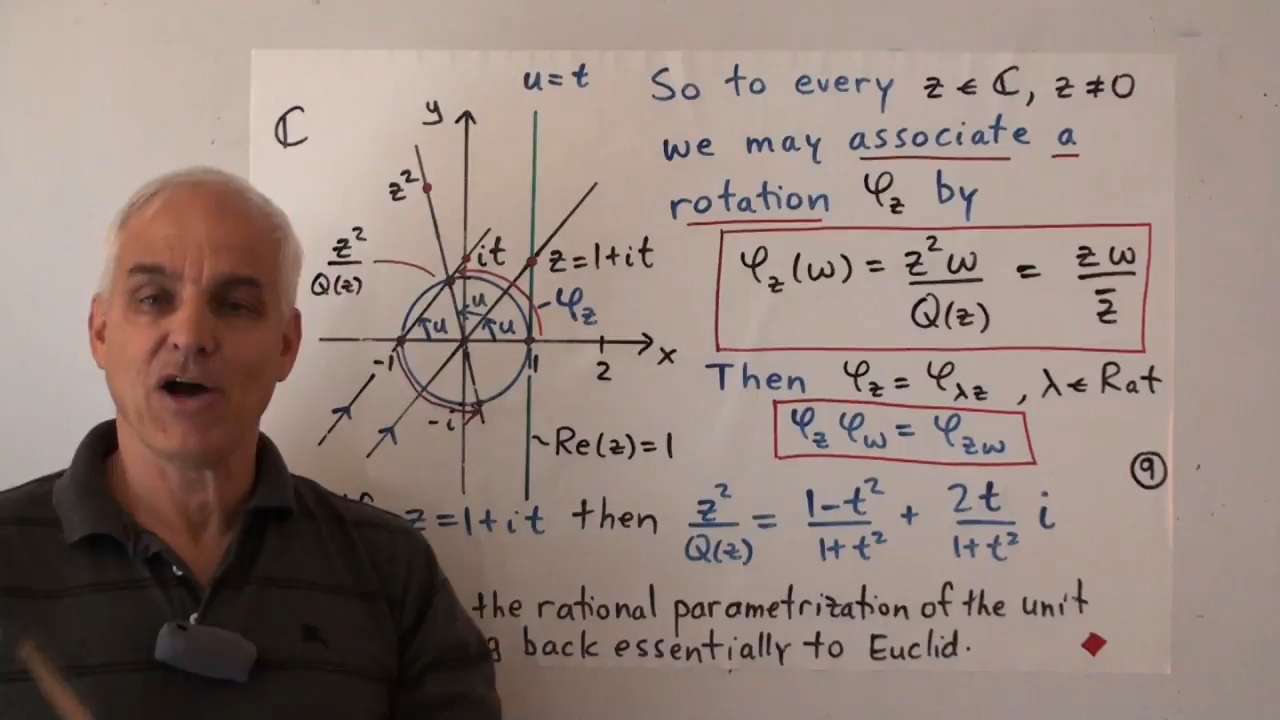 ℂ
y
u=t
z²
z²/Q(z)
it
z=1+it
u
u
u
φ_z
-1
1
2
x
-i
~Re(z)=1
So to every z ∈ ℂ, z ≠ 0
we may associate a
rotation φ_z by
φ_z(w) = z²w/Q(z) = zw/z̄
Then φ_z = φ_λz , λ ∈ Rat
φ_z φ_w = φ_zw
9
z=1+it then z²/Q(z) = 1-t²/1+t² + 2t/1+t² i
the rational parametrization of the unit
back essentially to Euclid.